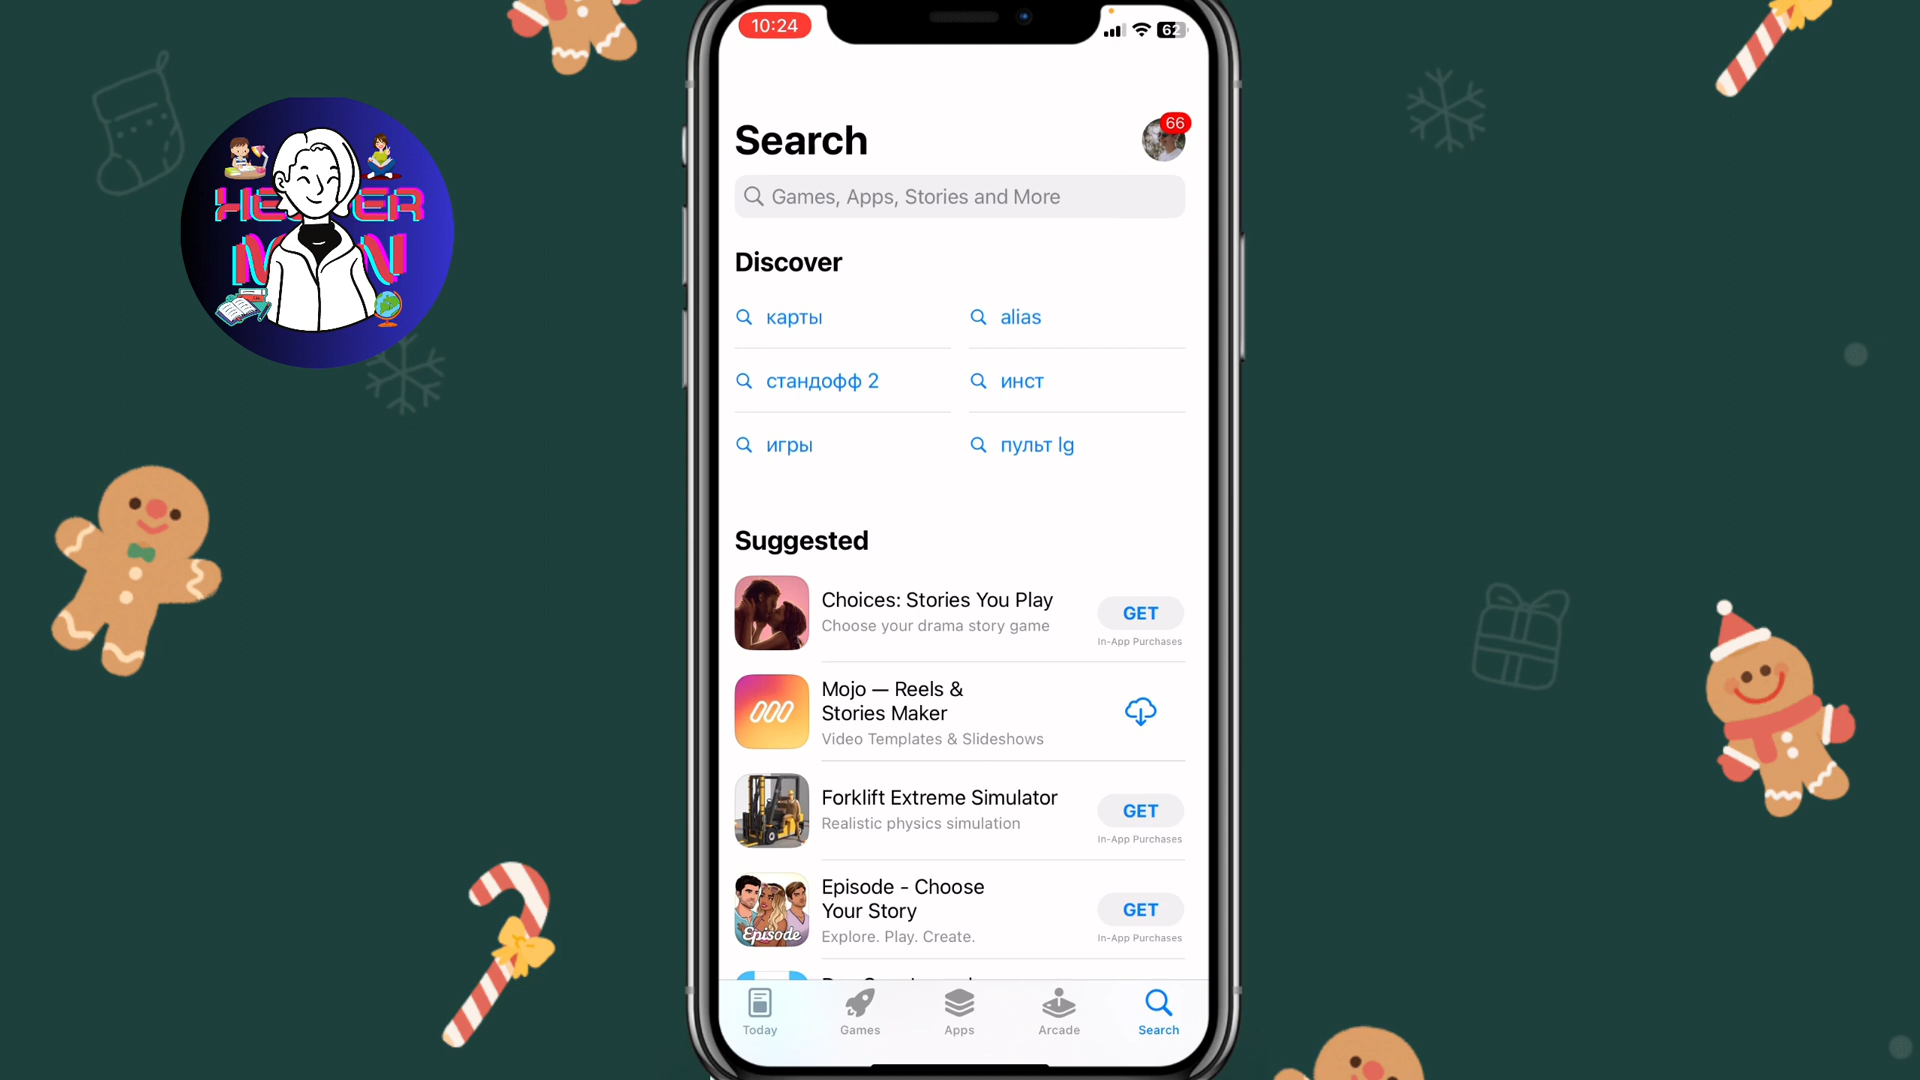 10:24
62
Search
66
Games, Apps, Stories and More
Discover
карты
alias
стандофф 2
инст
игры
пульт lg
Suggested
Choices: Stories You Play
Choose your drama story game
GET
In-App Purchases
Mojo — Reels &
Stories Maker
Video Templates & Slideshows
Forklift Extreme Simulator
Realistic physics simulation
GET
In-App Purchases
Episode - Choose
Your Story
Explore. Play. Create.
GET
In-App Purchases
Episode
Today
Games
Apps
Arcade
Search